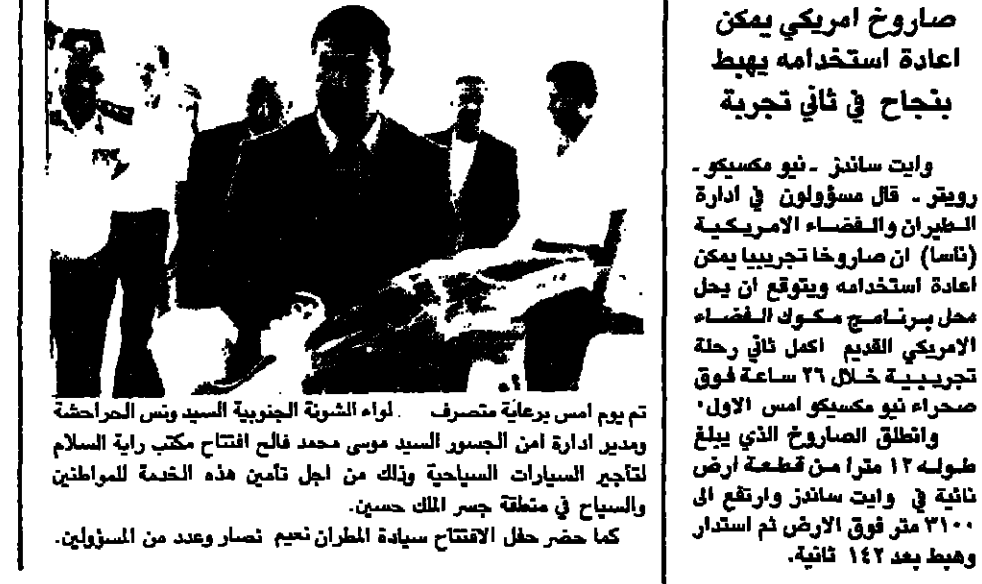 صاروخ امريكي يمكن
اعادة استخدامه يهبط
بنجاح في ثاني تجربة
وايت ساندز ـ نيو مكسيكو ـ
رويتر ـ قال مسؤولون في ادارة
الطيران والفضاء الامريكية
(ناسا) ان صاروخا تجريبيا يمكن
اعادة استخدامه ويتوقع ان يحل
محل برنامج مكوك الفضاء
الامريكي القديم اكمل ثاني رحلة
تجريبية خلال ٢٦ ساعة فوق
صحراء نيو مكسيكو امس الاول.
وانطلق الصاروخ الذي يبلغ
طوله ١٢ مترا من قطعة ارض
نائية في وايت ساندز وارتفع الى
٣١٠٠ متر فوق الارض ثم استدار
وهبط بعد ١٤٢ ثانية.
تم يوم امس برعاية متصرف لواء الشونة الجنوبية السيد ونس الحراحشة
ومدير ادارة امن الجسور السيد موسى محمد فالح افتتاح مكتب راية السلام
لتأجير السيارات السياحية وذلك من اجل تأمين هذه الخدمة للمواطنين
والسياح في منطقة جسر الملك حسين.
كما حضر حفل الافتتاح سيادة المطران نعيم نصار وعدد من المسؤولين.